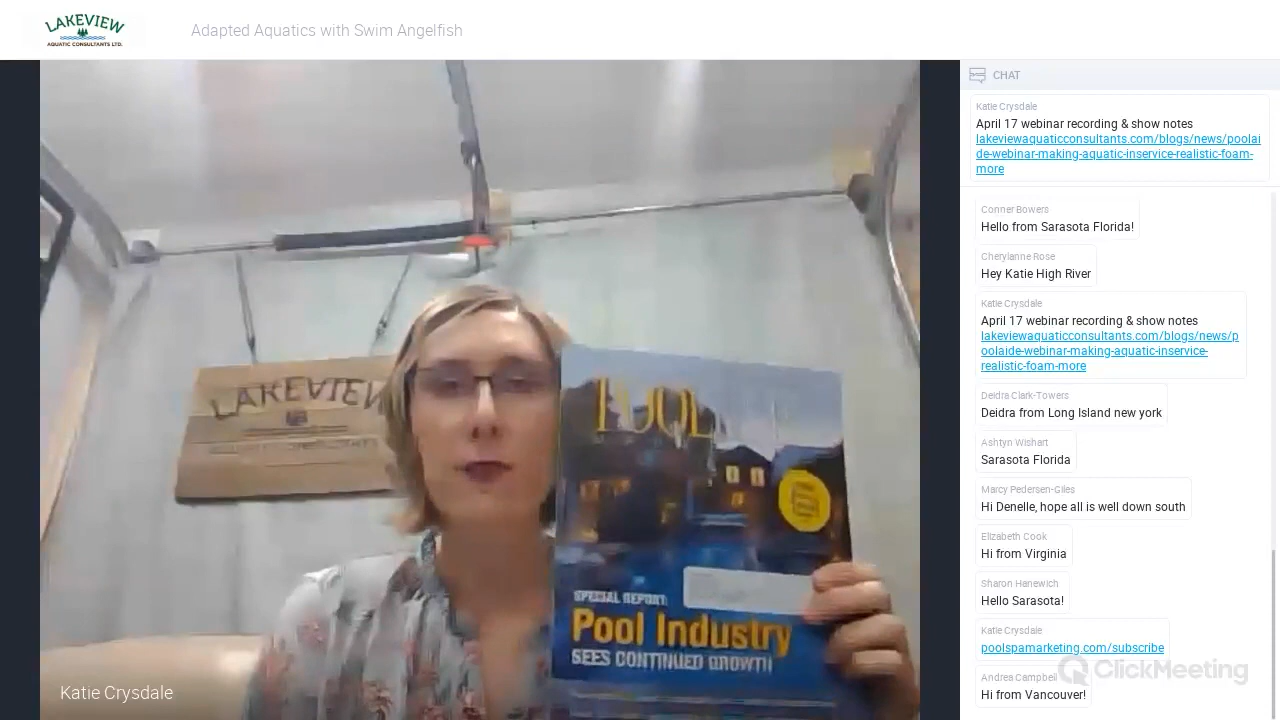 LAKEVIEW
AQUATIC CONSULTANTS LTD.
Adapted Aquatics with Swim Angelfish
LAKEVIEW
POOL
SPECIAL REPORT:
Pool Industry
SEES CONTINUED GROWTH
Katie Crysdale
CHAT
Katie Crysdale
April 17 webinar recording & show notes
lakeviewaquaticconsultants.com/blogs/news/poolai
de-webinar-making-aquatic-inservice-realistic-foam-
more
Conner Bowers
Hello from Sarasota Florida!
Cherylanne Rose
Hey Katie High River
Katie Crysdale
April 17 webinar recording & show notes
lakeviewaquaticconsultants.com/blogs/news/p
oolaide-webinar-making-aquatic-inservice-
realistic-foam-more
Deidra Clark-Towers
Deidra from Long Island new york
Ashtyn Wishart
Sarasota Florida
Marcy Pedersen-Giles
Hi Denelle, hope all is well down south
Elizabeth Cook
Hi from Virginia
Sharon Hanewich
Hello Sarasota!
Katie Crysdale
poolspamarketing.com/subscribe
Andrea Campbell
Hi from Vancouver!
ClickMeeting